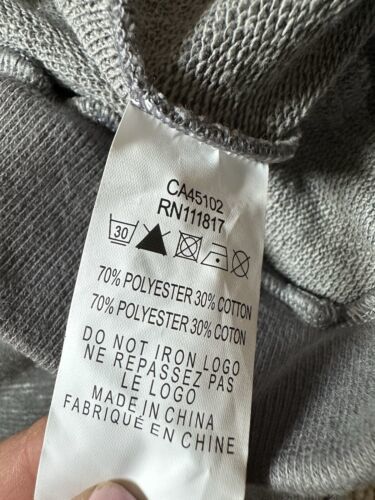 CA45102
RN111817
30
70% POLYESTER 30% COTTON
70% POLYESTER 30% COTON
DO NOT IRON LOGO
NE REPASSEZ PAS
LE LOGO
MADE IN CHINA
FABRIQUÉ EN CHINE